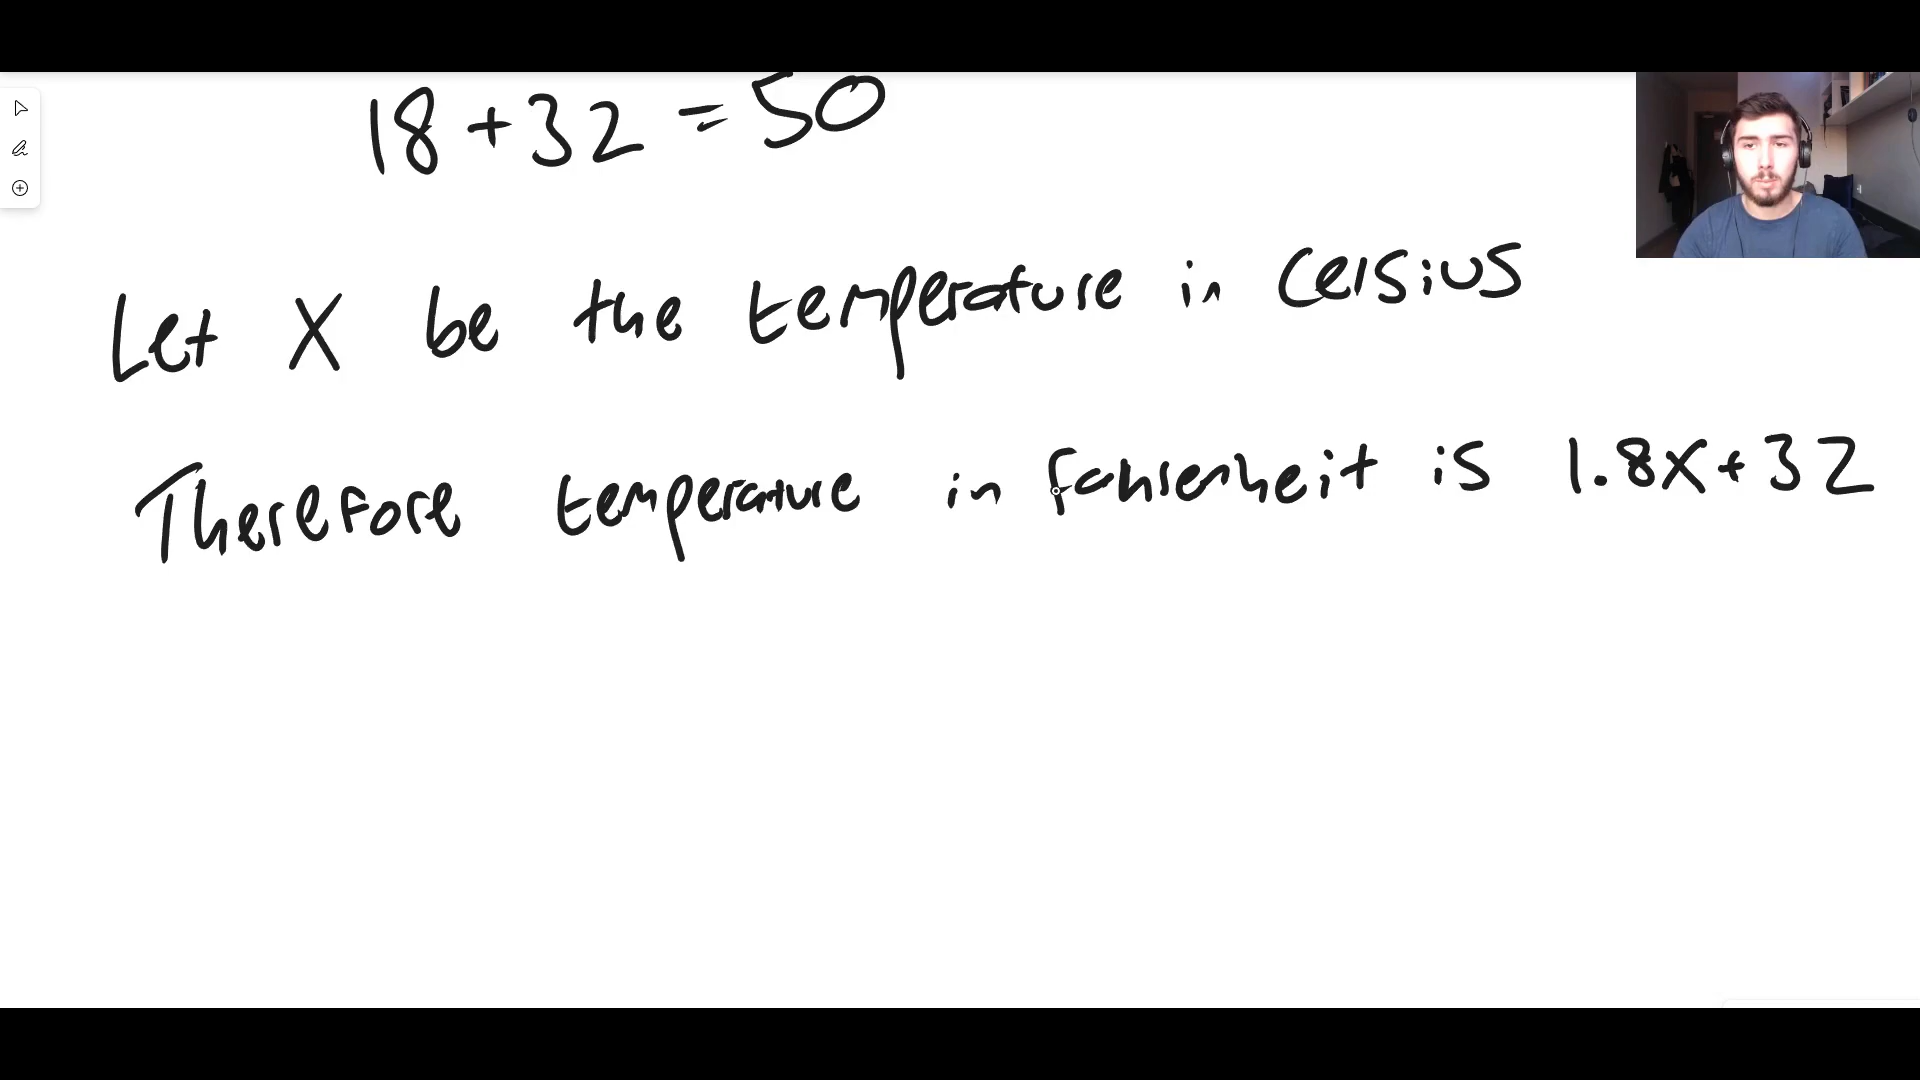 18 + 32 = 50
Let X be the temperature in Celsius
Therefore temperature in Fahrenheit is 1.8X + 32